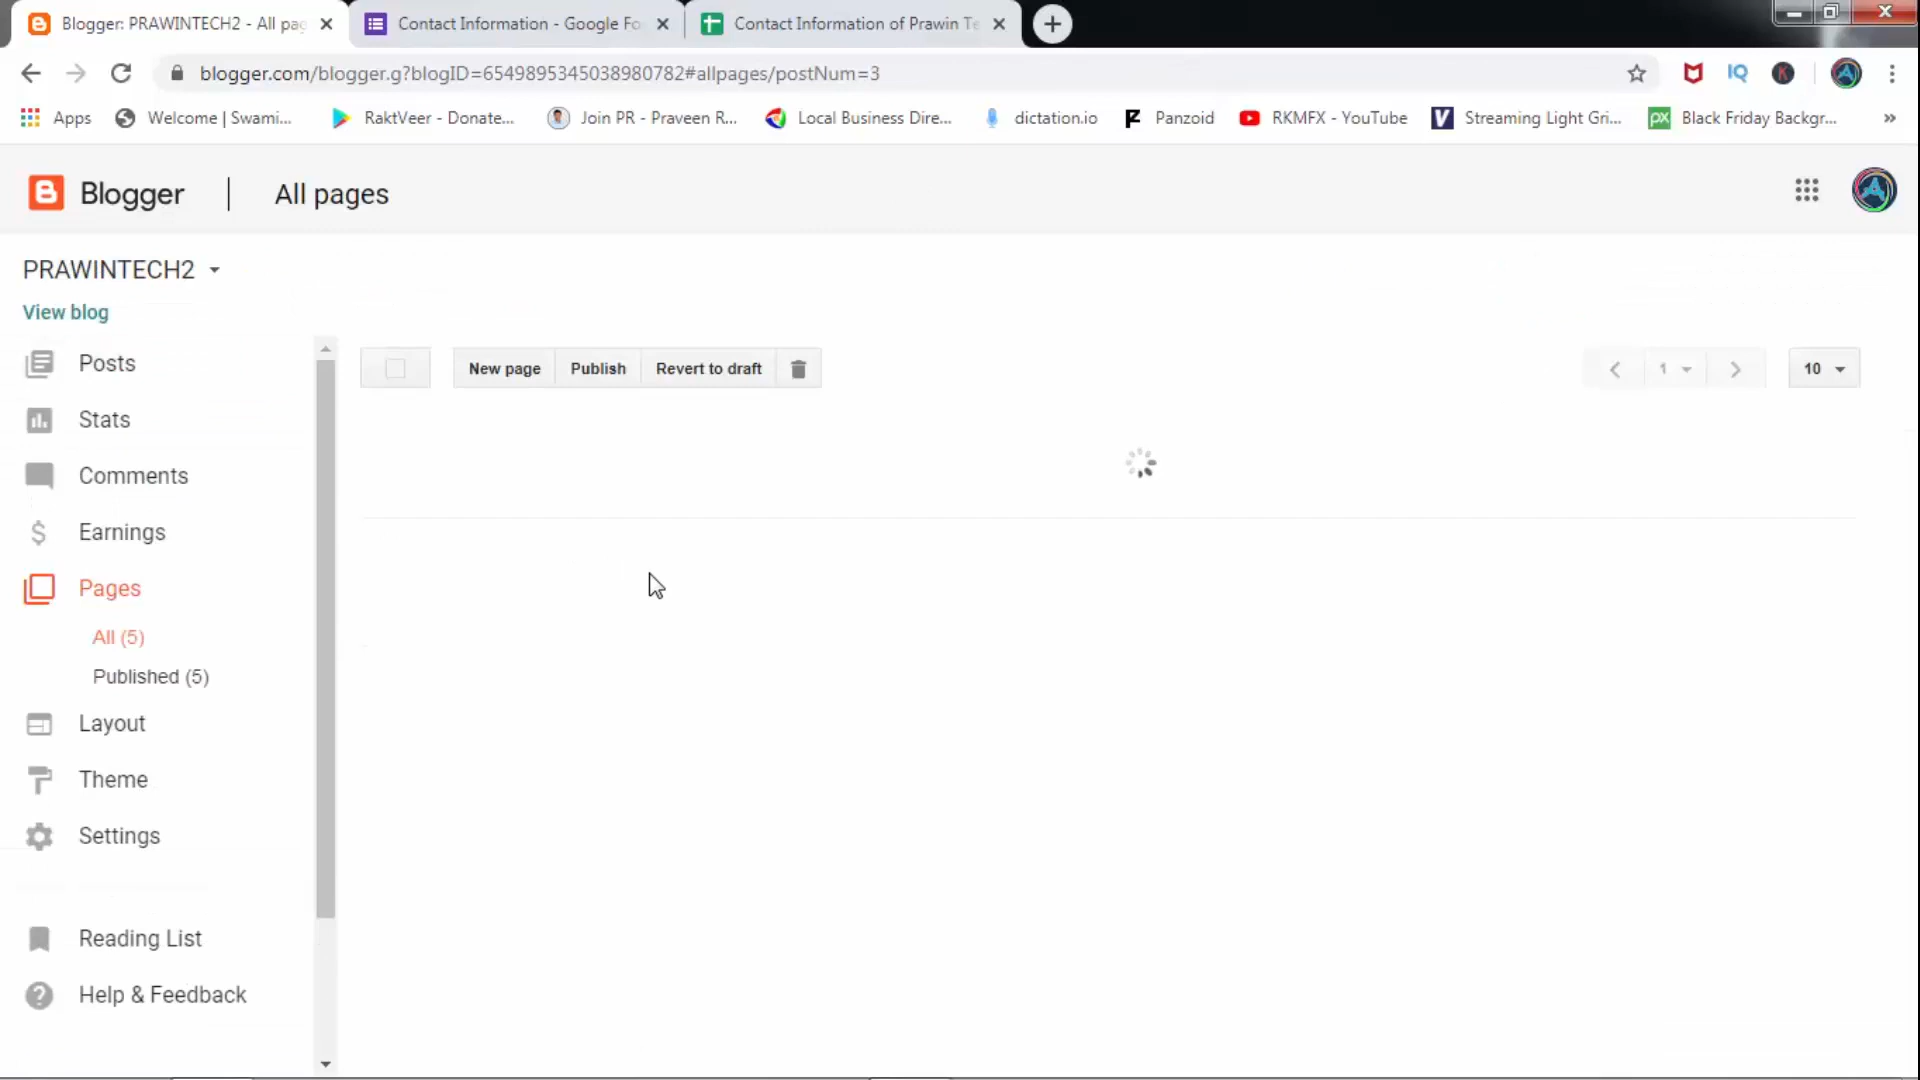 Blogger: PRAWINTECH2 - All pag
Contact Information - Google Fo
Contact Information of Prawin Te
blogger.com/blogger.g?blogID=6549895345038980782#allpages/postNum=3
IQ
K
Apps
Welcome | Swami...
RaktVeer - Donate...
Join PR - Praveen R...
Local Business Dire...
dictation.io
Panzoid
RKMFX - YouTube
Streaming Light Gri...
px
Black Friday Backgr...
»
Blogger
All pages
PRAWINTECH2
View blog
Posts
New page
Publish
Revert to draft
1
10
Stats
Comments
Earnings
Pages
All (5)
Published (5)
Layout
Theme
Settings
Reading List
Help & Feedback